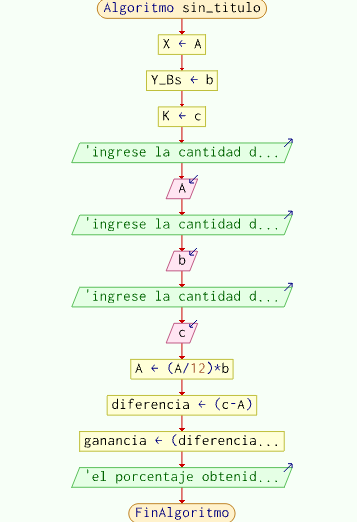 Algoritmo sin_titulo
X ← A
Y_Bs ← b
K ← c
'ingrese la cantidad d...
A
'ingrese la cantidad d...
b
'ingrese la cantidad d...
c
A ← (A/12)*b
diferencia ← (c-A)
ganancia ← (diferencia...
'el porcentaje obtenid...
FinAlgoritmo